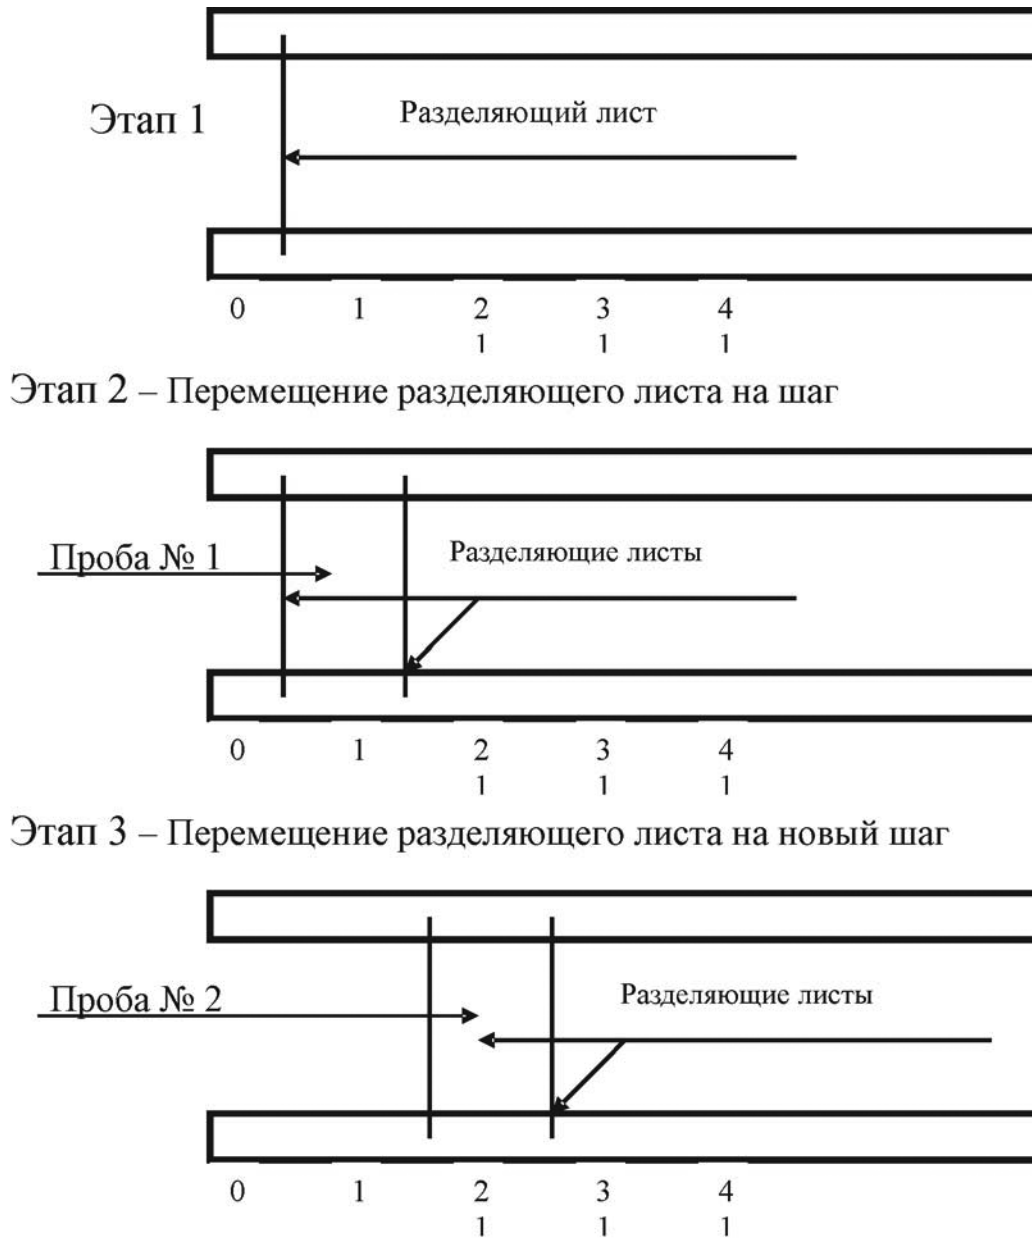 Этап 1
Разделяющий лист
0 1 2 3 4
1 1 1
Этап 2 – Перемещение разделяющего листа на шаг
Проба № 1
Разделяющие листы
0 1 2 3 4
1 1 1
Этап 3 – Перемещение разделяющего листа на новый шаг
Проба № 2
Разделяющие листы
0 1 2 3 4
1 1 1